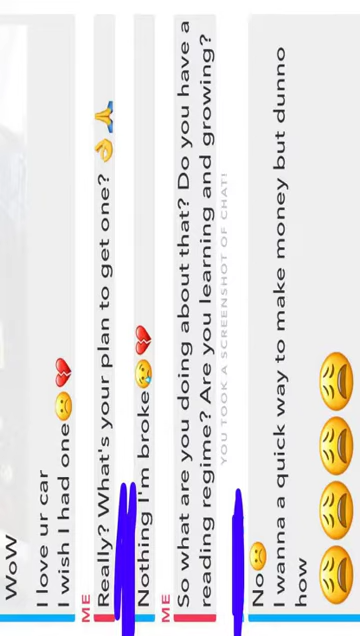 WoW
I love ur car
I wish I had one😕💔
ME
Really? What's your plan to get one? 👌🙏
Nothing I'm broke😢💔
ME
So what are you doing about that? Do you have a
reading regime? Are you learning and growing?
YOU TOOK A SCREENSHOT OF CHAT!
No☹️
I wanna a quick way to make money but dunno
how
😫😫😫😫